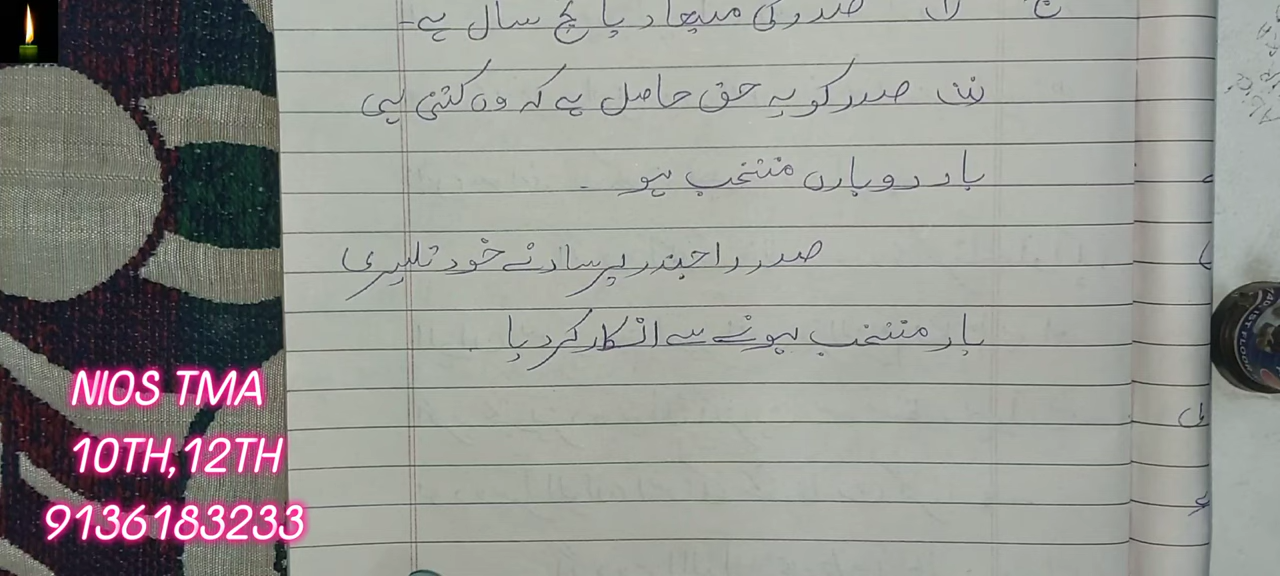 صدر کی میعاد پانچ سال ہے۔
صدر کو یہ حق حاصل ہے کہ وہ کتنی ہی
بار دوبارہ منتخب ہو۔
صدر راجندر پرساد نے خود تیسری
بار منتخب ہونے سے انکار کر دیا
NIOS TMA
10TH,12TH
9136183233